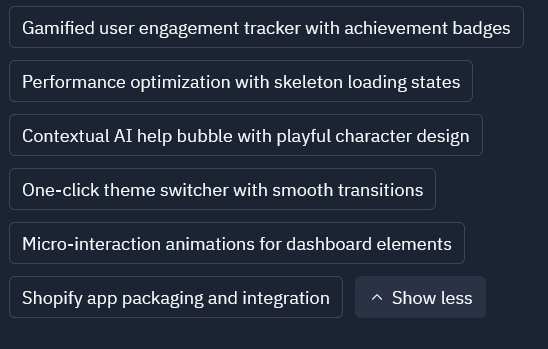 Gamified user engagement tracker with achievement badges
Performance optimization with skeleton loading states
Contextual AI help bubble with playful character design
One-click theme switcher with smooth transitions
Micro-interaction animations for dashboard elements
Shopify app packaging and integration
Show less